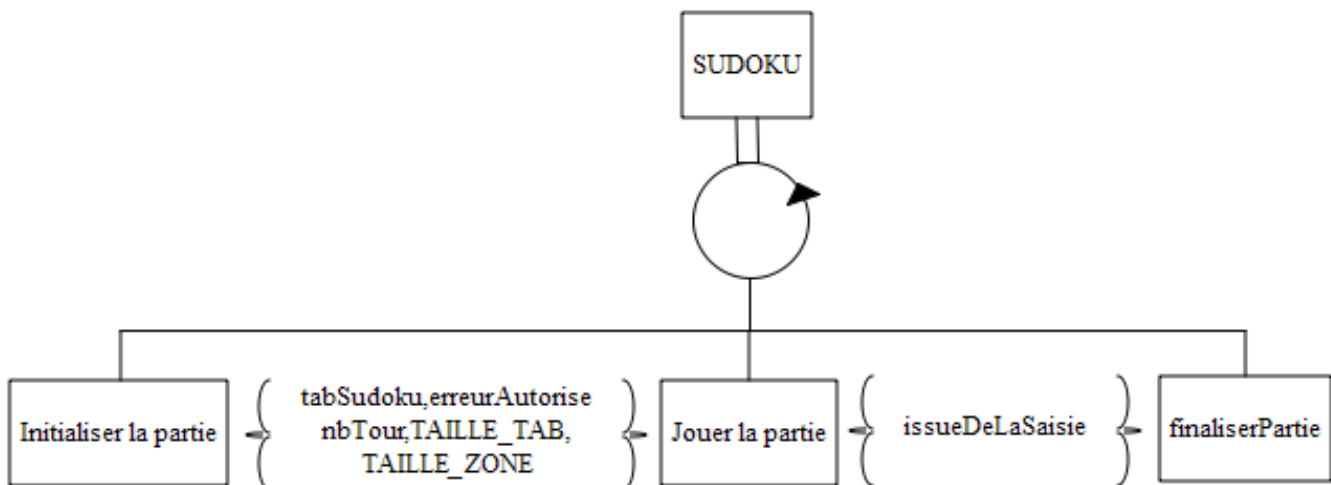 SUDOKU
Initialiser la partie
tabSudoku,erreurAutorise
nbTour,TAILLE_TAB,
TAILLE_ZONE
Jouer la partie
issueDeLaSaisie
finaliserPartie